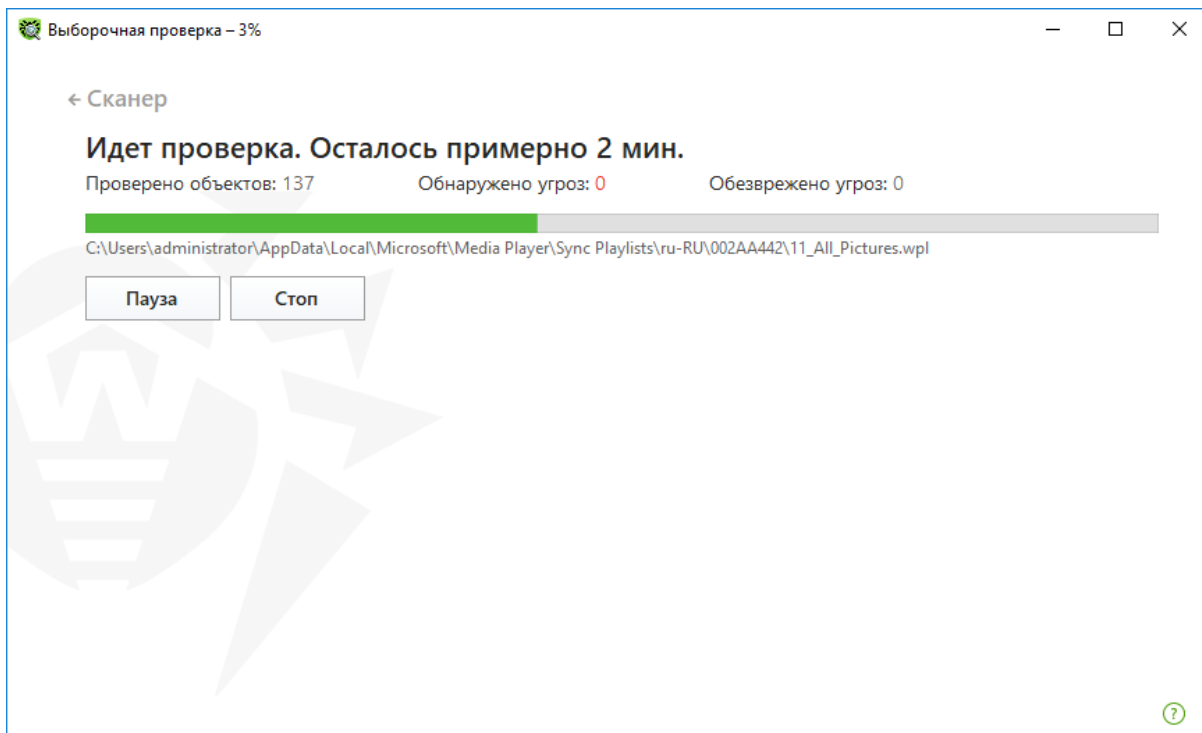 Выборочная проверка – 3%
← Сканер
Идет проверка. Осталось примерно 2 мин.
Проверено объектов: 137 Обнаружено угроз: 0 Обезврежено угроз: 0
C:\Users\administrator\AppData\Local\Microsoft\Media Player\Sync Playlists\ru-RU\002AA442\11_All_Pictures.wpl
Пауза Стоп
?